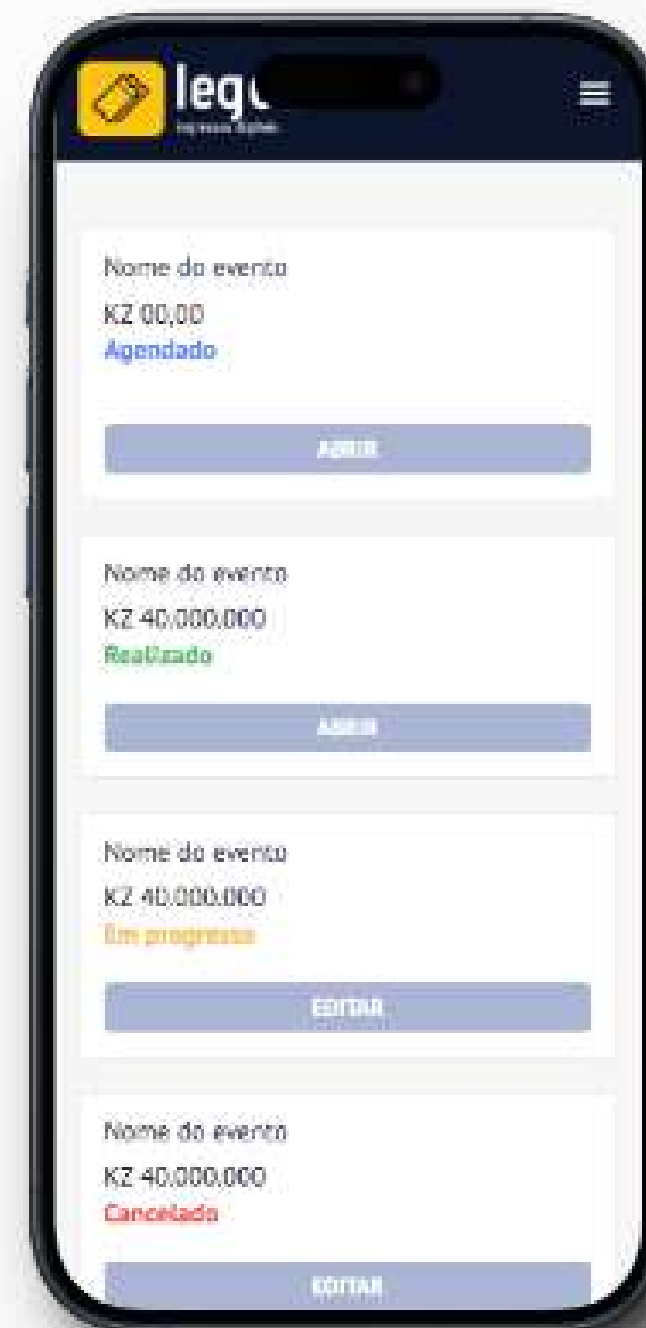 Nome do evento
KZ 00,00
Agendado
ABRIR
Nome do evento
KZ 40.000.000
Realizado
ABRIR
Nome do evento
KZ 40.000.000
Em progresso
EDITAR
Nome do evento
KZ 40.000.000
Cancelado
EDITAR